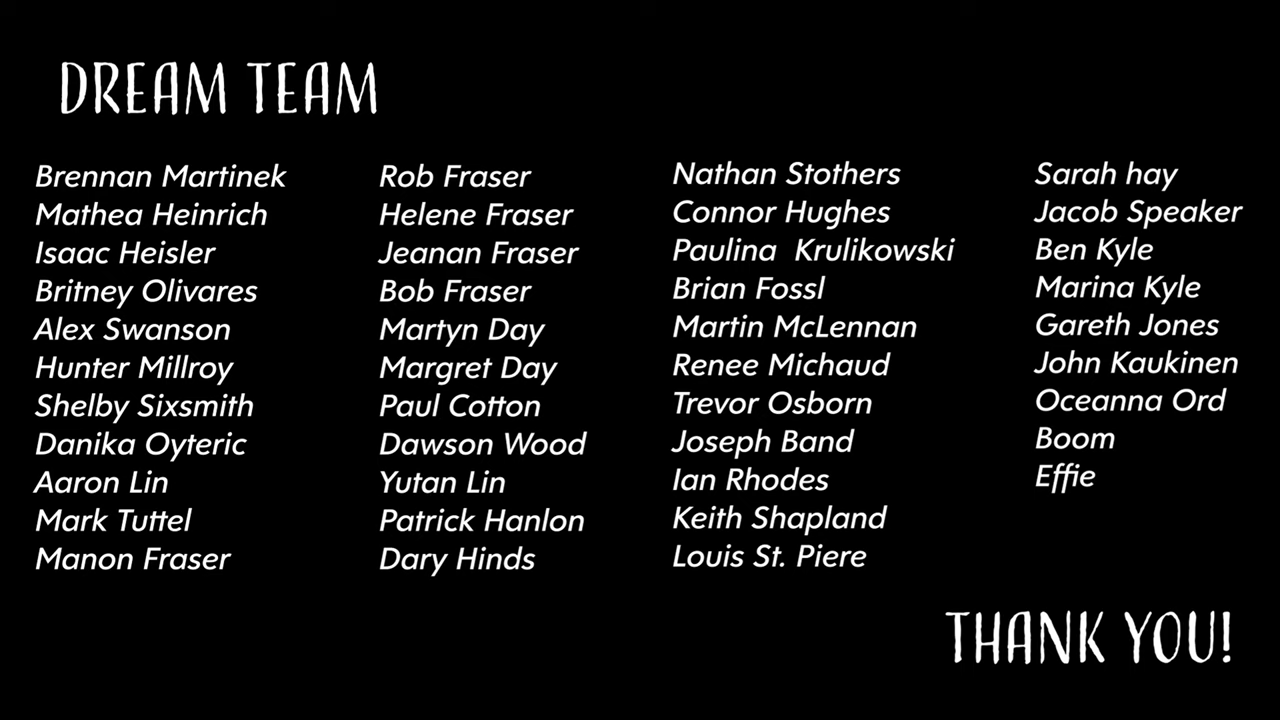 DREAM TEAM
Brennan Martinek
Mathea Heinrich
Isaac Heisler
Britney Olivares
Alex Swanson
Hunter Millroy
Shelby Sixsmith
Danika Oyteric
Aaron Lin
Mark Tuttel
Manon Fraser
Rob Fraser
Helene Fraser
Jeanan Fraser
Bob Fraser
Martyn Day
Margret Day
Paul Cotton
Dawson Wood
Yutan Lin
Patrick Hanlon
Dary Hinds
Nathan Stothers
Connor Hughes
Paulina  Krulikowski
Brian Fossl
Martin McLennan
Renee Michaud
Trevor Osborn
Joseph Band
Ian Rhodes
Keith Shapland
Louis St. Piere
Sarah hay
Jacob Speaker
Ben Kyle
Marina Kyle
Gareth Jones
John Kaukinen
Oceanna Ord
Boom
Effie
THANK YOU!